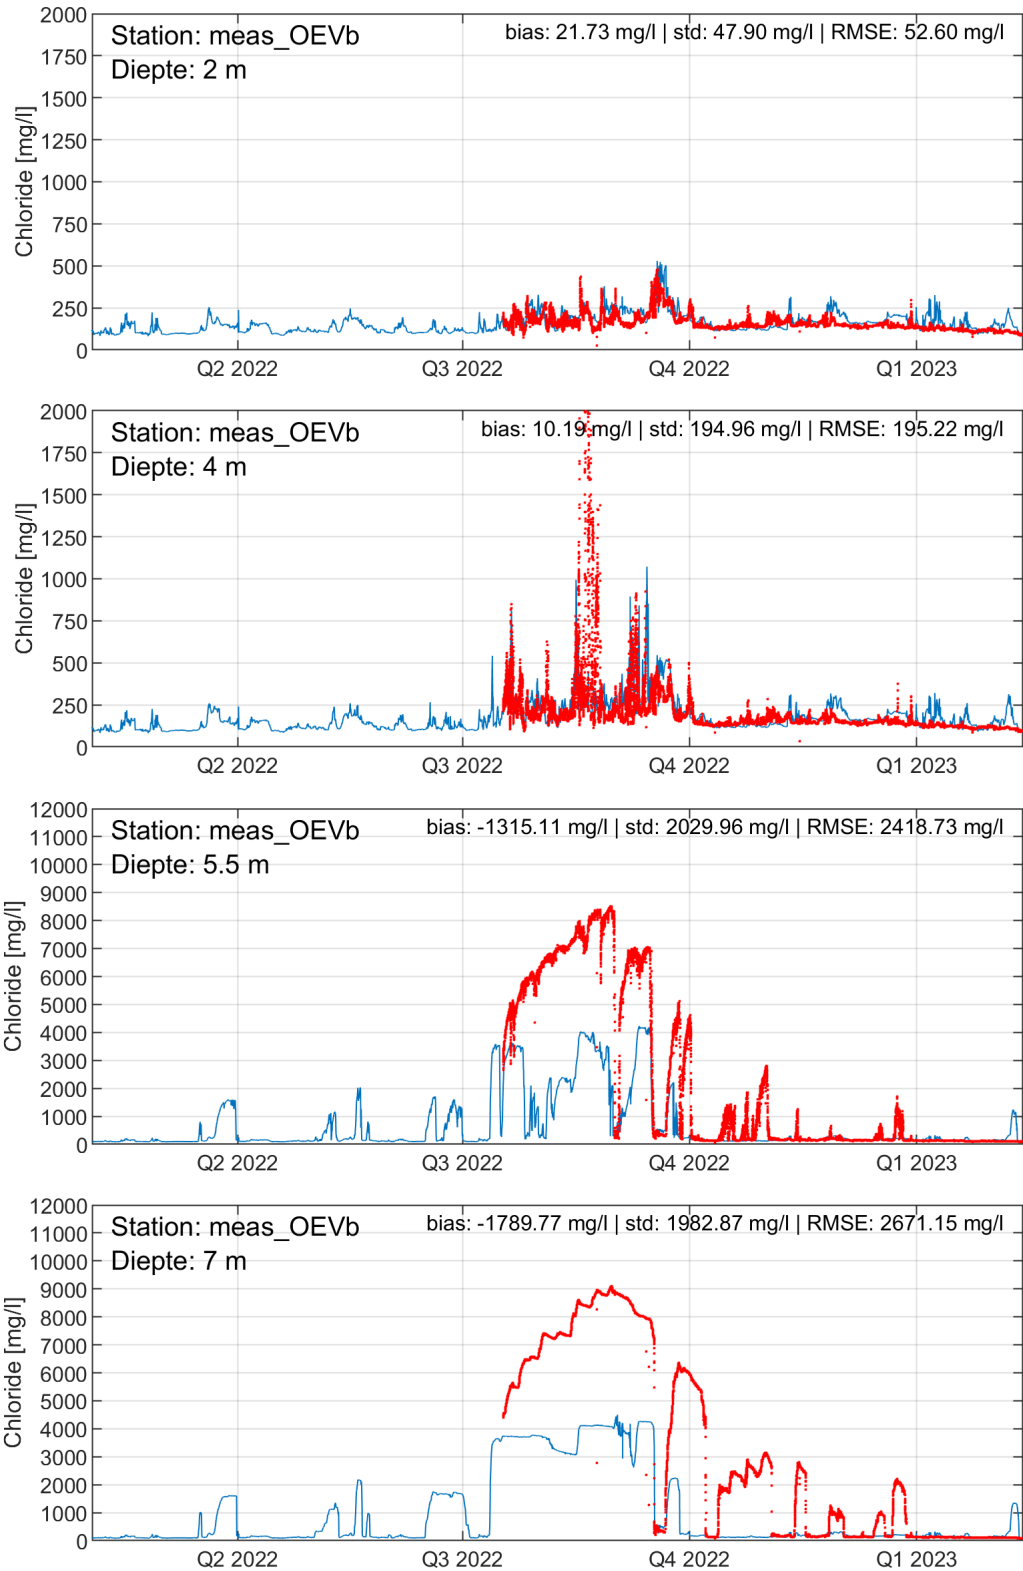 2000
1750
1500
1250
1000
750
500
250
0
Chloride [mg/l]
Station: meas_OEVb
Diepte: 2 m
bias: 21.73 mg/l | std: 47.90 mg/l | RMSE: 52.60 mg/l
Q2 2022 Q3 2022 Q4 2022 Q1 2023
2000
1750
1500
1250
1000
750
500
250
0
Chloride [mg/l]
Station: meas_OEVb
Diepte: 4 m
bias: 10.19 mg/l | std: 194.96 mg/l | RMSE: 195.22 mg/l
Q2 2022 Q3 2022 Q4 2022 Q1 2023
12000
11000
10000
9000
8000
7000
6000
5000
4000
3000
2000
1000
0
Chloride [mg/l]
Station: meas_OEVb
Diepte: 5.5 m
bias: -1315.11 mg/l | std: 2029.96 mg/l | RMSE: 2418.73 mg/l
Q2 2022 Q3 2022 Q4 2022 Q1 2023
12000
11000
10000
9000
8000
7000
6000
5000
4000
3000
2000
1000
0
Chloride [mg/l]
Station: meas_OEVb
Diepte: 7 m
bias: -1789.77 mg/l | std: 1982.87 mg/l | RMSE: 2671.15 mg/l
Q2 2022 Q3 2022 Q4 2022 Q1 2023